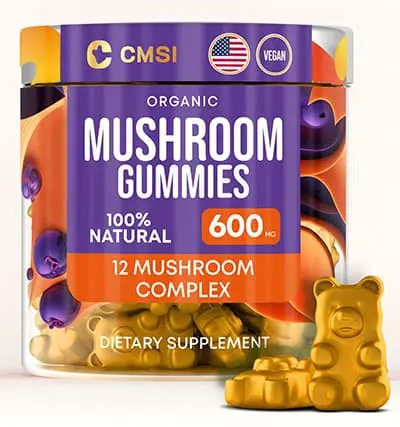 CMSI
VEGAN
ORGANIC
MUSHROOM
GUMMIES
100%
NATURAL
600 MG
12 MUSHROOM
COMPLEX
DIETARY SUPPLEMENT